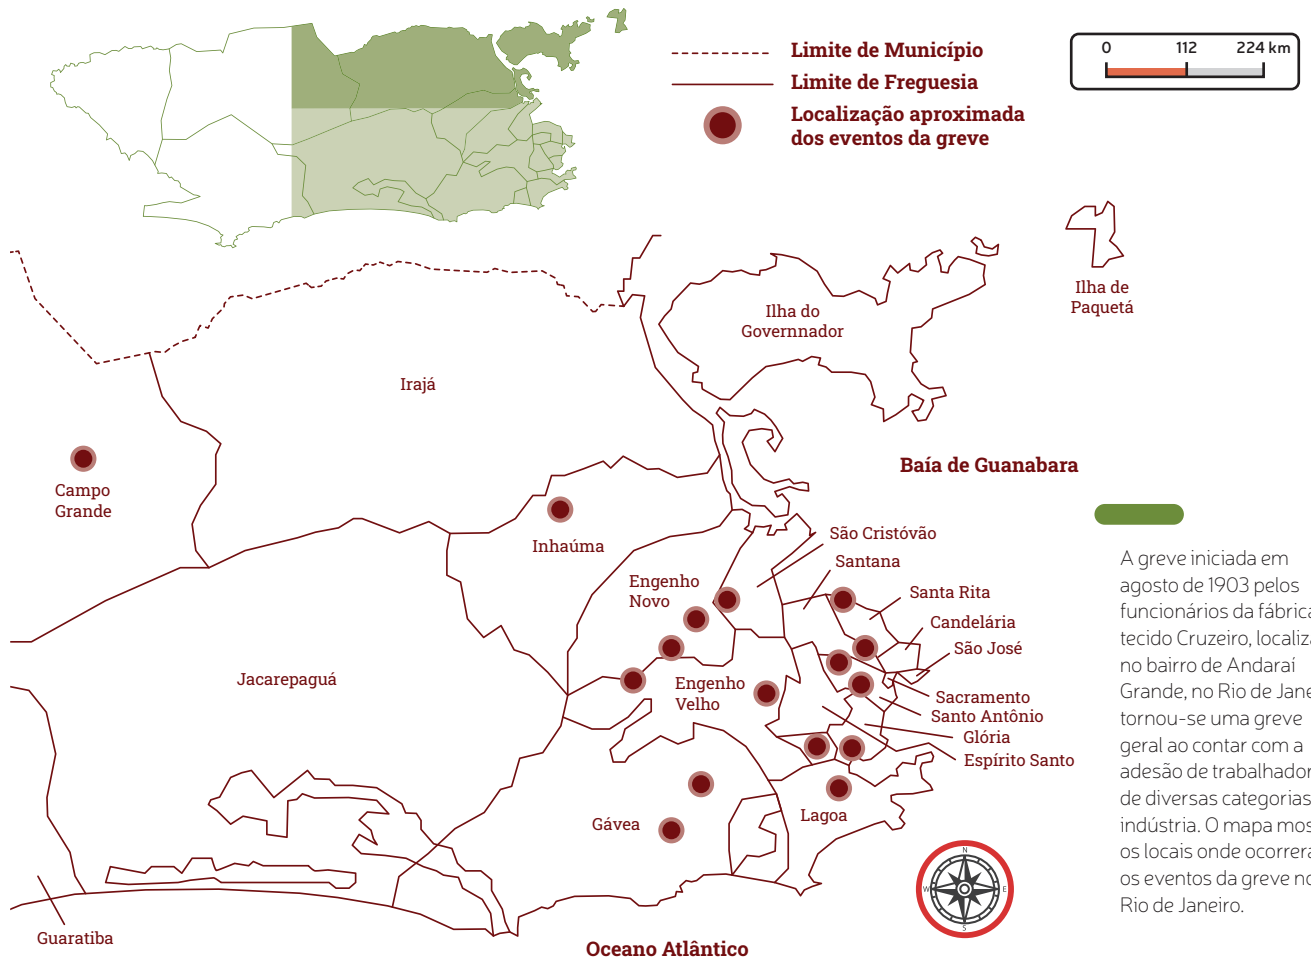 Limite de Município
Limite de Freguesia
Localização aproximada
dos eventos da greve
0 112 224 km
Ilha de
Paquetá
Ilha do
Governnador
Irajá
Baía de Guanabara
Campo
Grande
Inhaúma
São Cristóvão
Santana
Engenho
Novo
Santa Rita
Candelária
São José
Jacarepaguá
Engenho
Velho
Sacramento
Santo Antônio
Glória
Espírito Santo
Gávea
Lagoa
Guaratiba
Oceano Atlântico
N
W E
S
A greve iniciada em
agosto de 1903 pelos
funcionários da fábrica
tecido Cruzeiro, localiza
no bairro de Andaraí
Grande, no Rio de Jane
tornou-se uma greve
geral ao contar com a
adesão de trabalhador
de diversas categorias
indústria. O mapa mos
os locais onde ocorrera
os eventos da greve no
Rio de Janeiro.